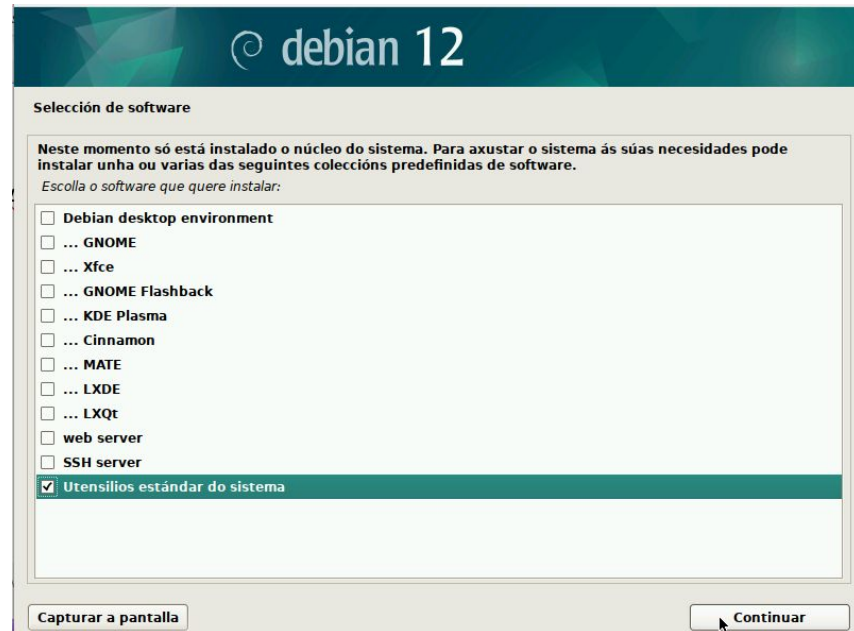 debian 12
Selección de software
Neste momento só está instalado o núcleo do sistema. Para axustar o sistema ás súas necesidades pode
instalar unha ou varias das seguintes coleccións predefinidas de software.
Escolla o software que quere instalar:
Debian desktop environment
... GNOME
... Xfce
... GNOME Flashback
... KDE Plasma
... Cinnamon
... MATE
... LXDE
... LXQt
web server
SSH server
Utensilios estándar do sistema
Capturar a pantalla
Continuar